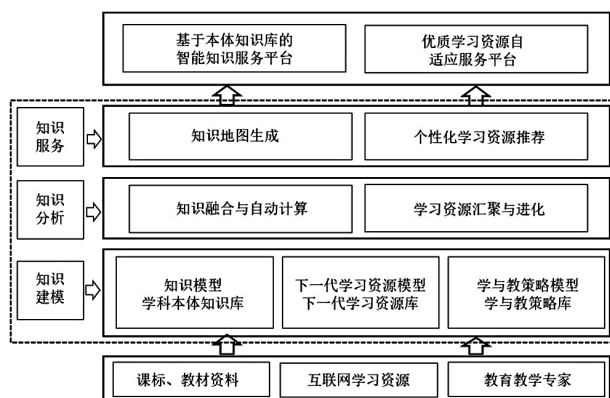 基于本体知识库的
智能知识服务平台
优质学习资源自
适应服务平台
知识
服务
知识地图生成
个性化学习资源推荐
知识
分析
知识融合与自动计算
学习资源汇聚与进化
知识
建模
知识模型
学科本体知识库
下一代学习资源模型
下一代学习资源库
学与教策略模型
学与教策略库
课标、教材资料
互联网学习资源
教育教学专家